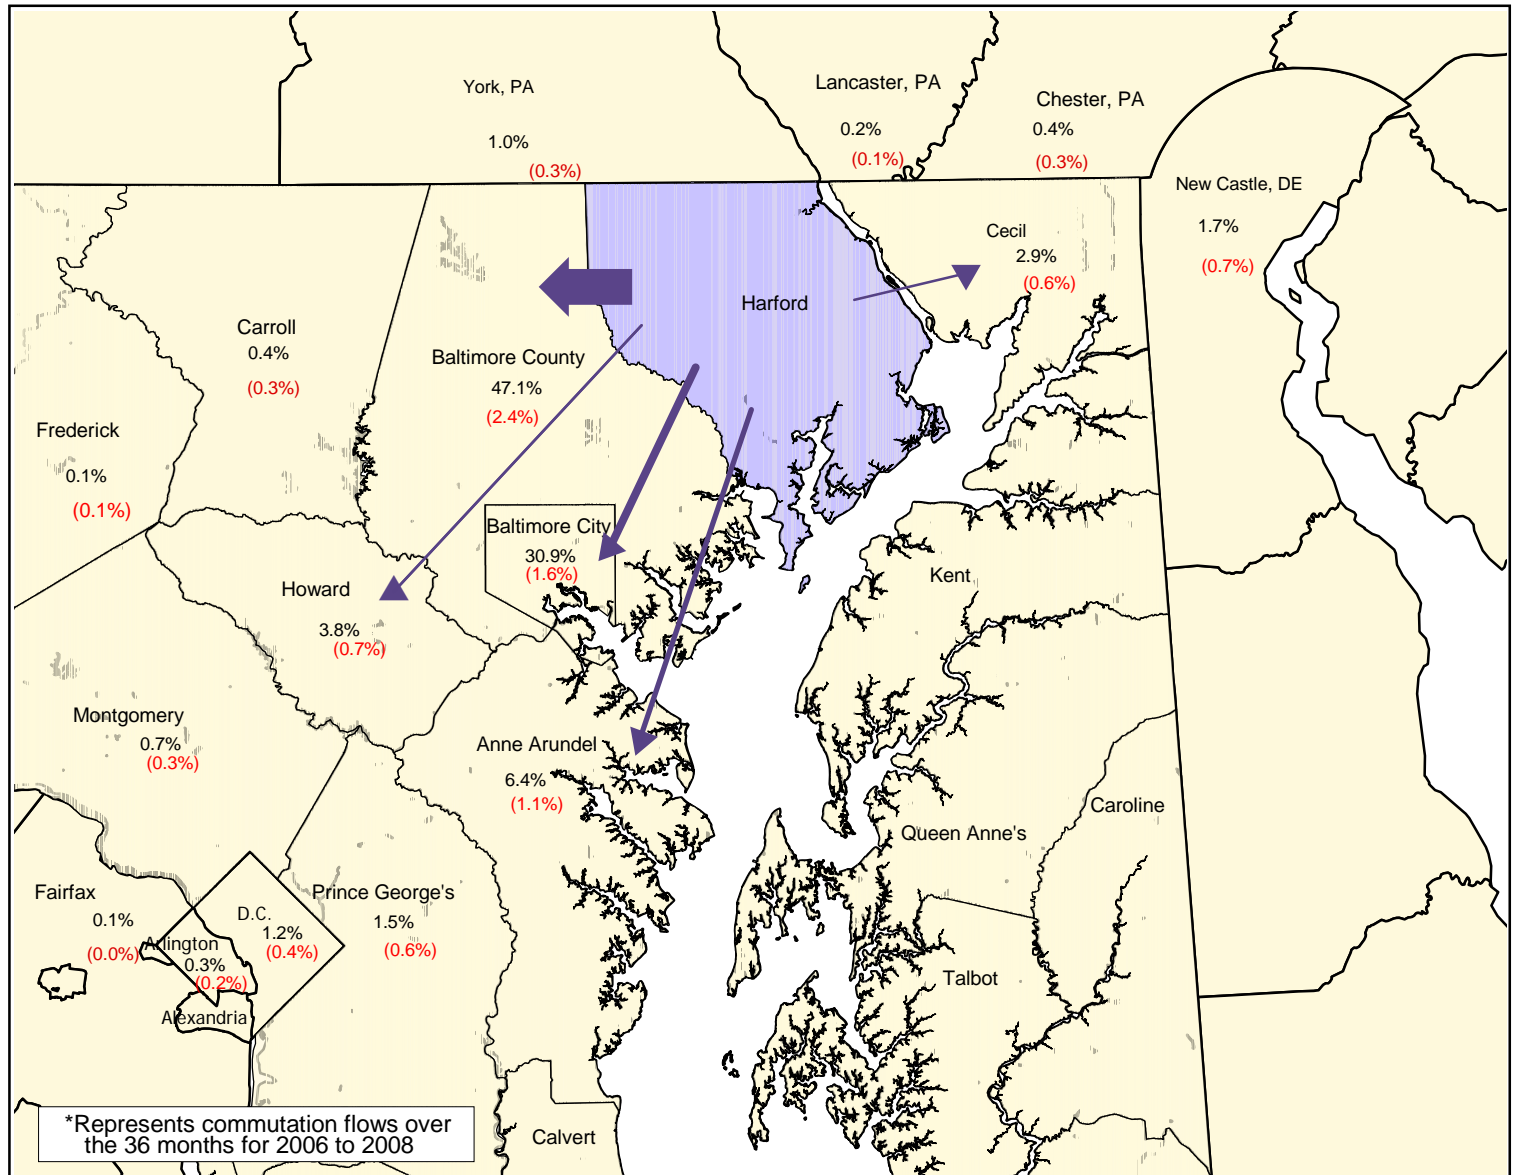 York, PA
1.0%
(0.3%)
Lancaster, PA
0.2%
(0.1%)
Chester, PA
0.4%
(0.3%)
New Castle, DE
1.7%
(0.7%)
Cecil
2.9%
(0.6%)
Harford
Carroll
0.4%
(0.3%)
Baltimore County
47.1%
(2.4%)
Frederick
0.1%
(0.1%)
Baltimore City
30.9%
(1.6%)
Howard
3.8%
(0.7%)
Kent
Montgomery
0.7%
(0.3%)
Anne Arundel
6.4%
(1.1%)
Queen Anne's
Caroline
Fairfax
0.1%
(0.0%)
D.C.
1.2%
(0.4%)
Prince George's
1.5%
(0.6%)
Arlington
0.3%
(0.2%)
Alexandria
Talbot
Calvert
*Represents commutation flows over
the 36 months for 2006 to 2008